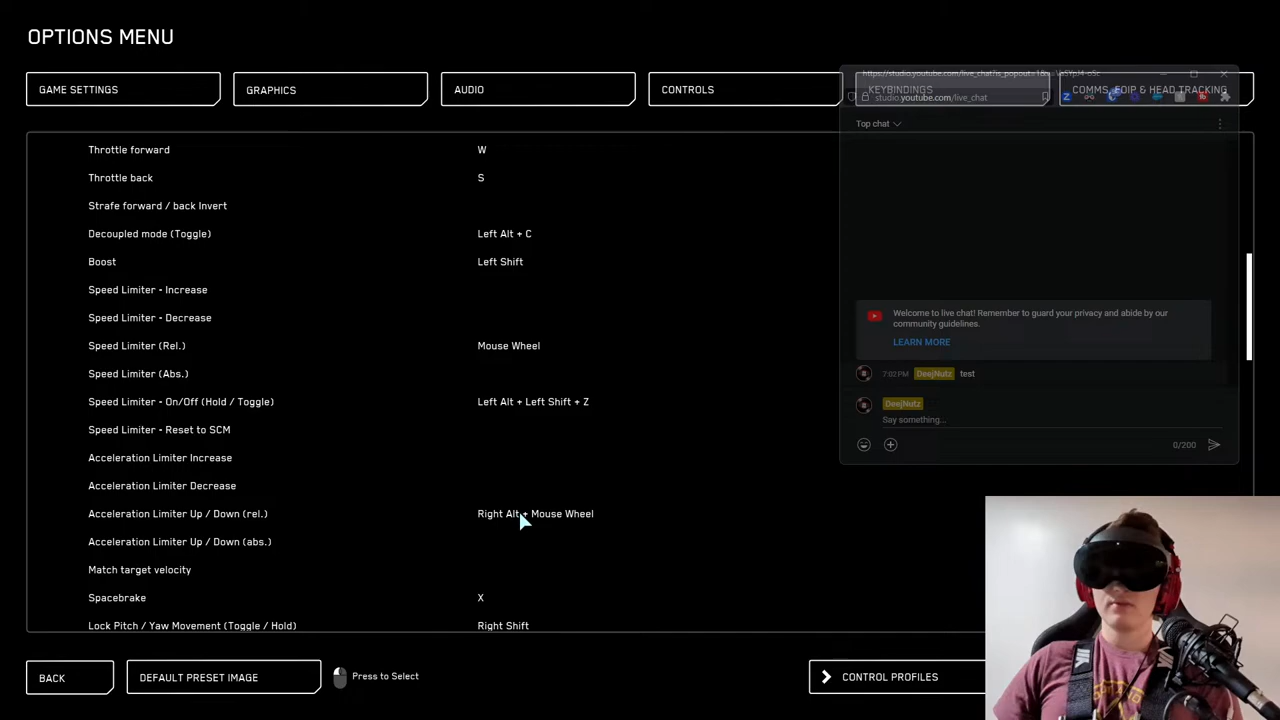 OPTIONS MENU
GAME SETTINGS
GRAPHICS
AUDIO
CONTROLS
KEYBINDINGS
COMMS, FOIP & HEAD TRACKING
studio.youtube.com/live_chat
Top chat
Throttle forward W
Throttle back S
Strafe forward / back Invert
Decoupled mode (Toggle) Left Alt + C
Boost Left Shift
Speed Limiter - Increase
Speed Limiter - Decrease
Speed Limiter (Rel.) Mouse Wheel
Speed Limiter (Abs.)
Speed Limiter - On/Off (Hold / Toggle) Left Alt + Left Shift + Z
Speed Limiter - Reset to SCM
Acceleration Limiter Increase
Acceleration Limiter Decrease
Acceleration Limiter Up / Down (rel.) Right Alt + Mouse Wheel
Acceleration Limiter Up / Down (abs.)
Match target velocity
Spacebrake X
Lock Pitch / Yaw Movement (Toggle / Hold) Right Shift
Welcome to live chat! Remember to guard your privacy and abide by our
community guidelines.
LEARN MORE
7:02 PM DeejNutz test
DeejNutz
Say something...
0/200
BACK
DEFAULT PRESET IMAGE
Press to Select
CONTROL PROFILES